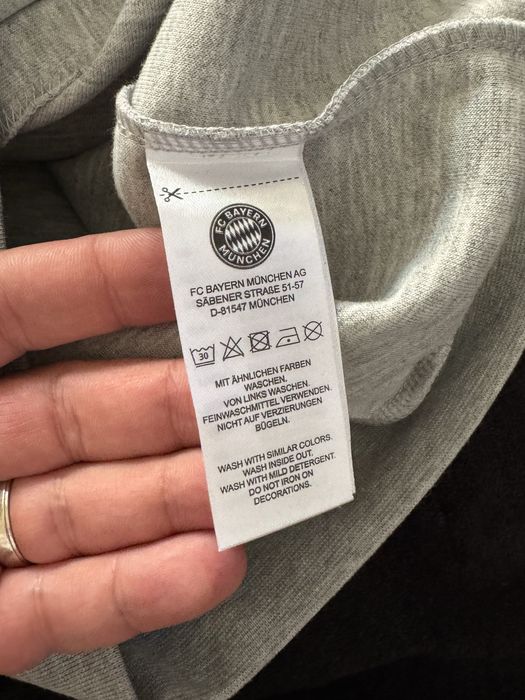 FC BAYERN
MÜNCHEN
FC BAYERN MÜNCHEN AG
SÄBENER STRAßE 51-57
D-81547 MÜNCHEN
30
MIT ÄHNLICHEN FARBEN
WASCHEN.
VON LINKS WASCHEN.
FEINWASCHMITTEL VERWENDEN.
NICHT AUF VERZIERUNGEN
BÜGELN.
WASH WITH SIMILAR COLORS.
WASH INSIDE OUT.
WASH WITH MILD DETERGENT.
DO NOT IRON ON
DECORATIONS.